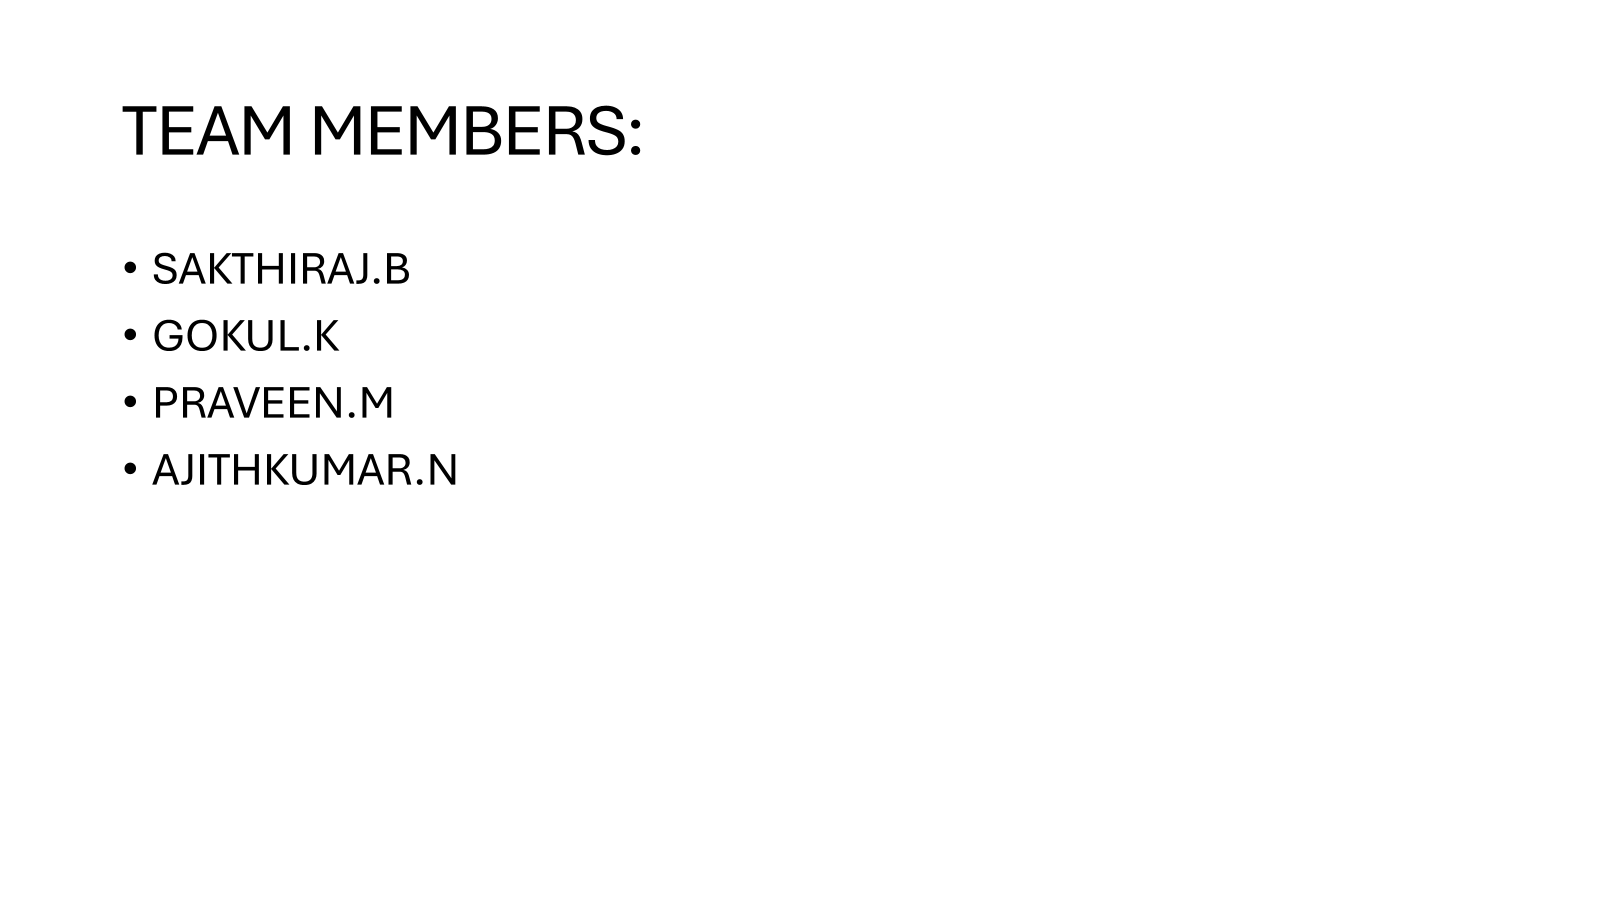 TEAM MEMBERS:
• SAKTHIRAJ.B
• GOKUL.K
• PRAVEEN.M
• AJITHKUMAR.N